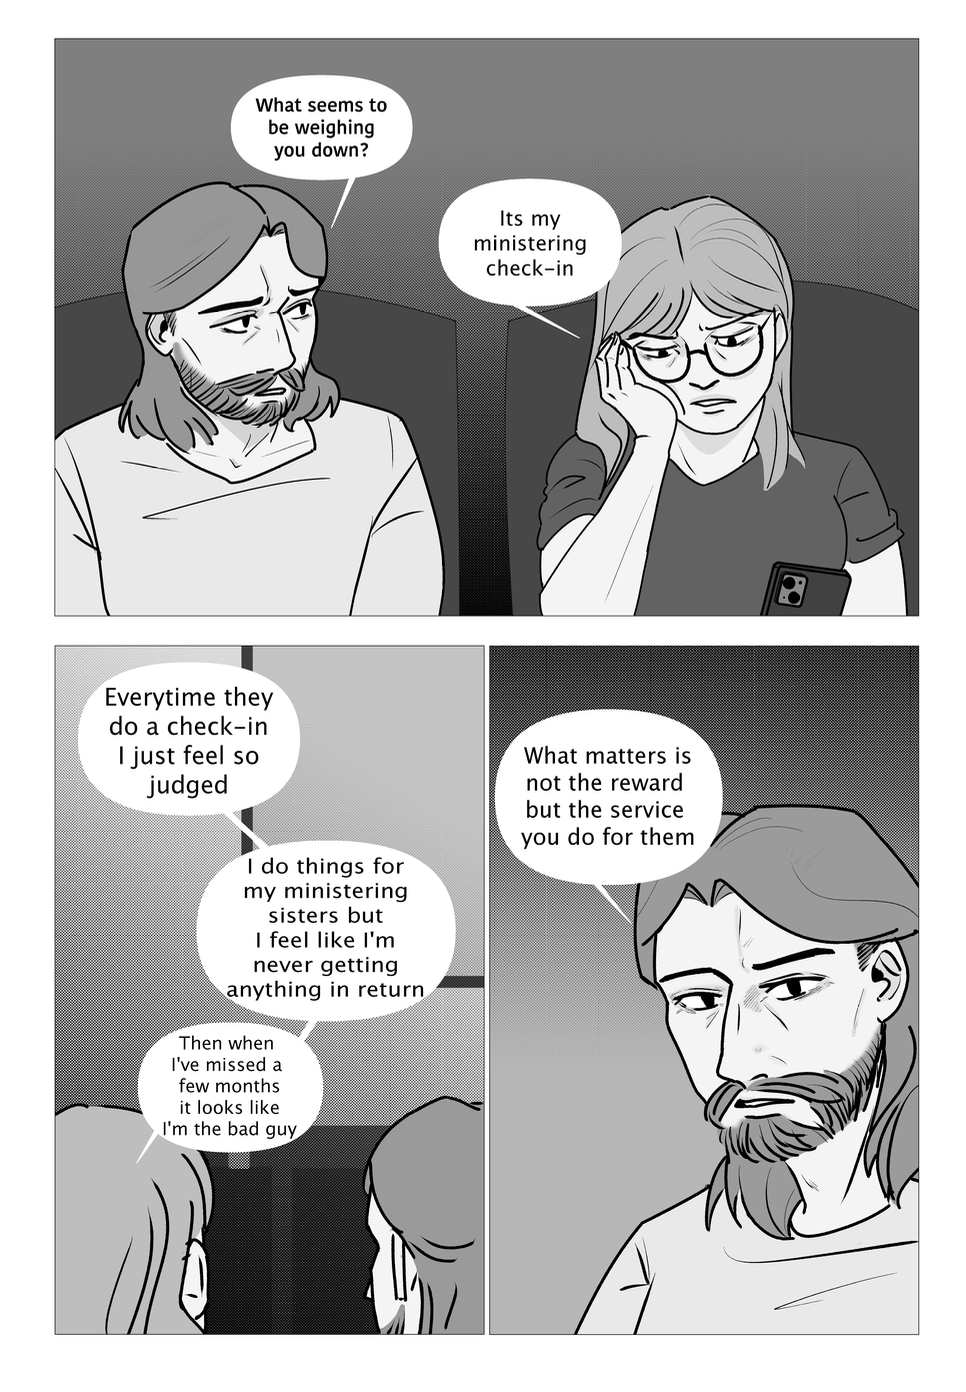 What seems to
be weighing
you down?
Its my
ministering
check-in
Everytime they
do a check-in
I just feel so
judged
I do things for
my ministering
sisters but
I feel like I'm
never getting
anything in return
Then when
I've missed a
few months
it looks like
I'm the bad guy
What matters is
not the reward
but the service
you do for them